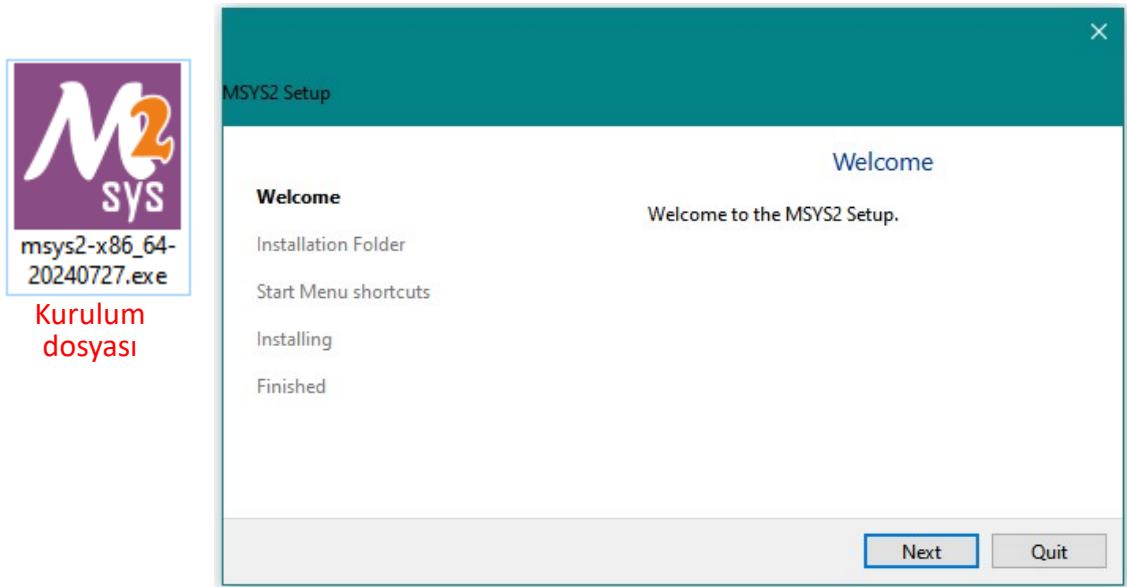 M2
sys
msys2-x86_64-
20240727.exe
Kurulum
dosyası
MSYS2 Setup
Welcome
Installation Folder
Start Menu shortcuts
Installing
Finished
Welcome
Welcome to the MSYS2 Setup.
Next
Quit